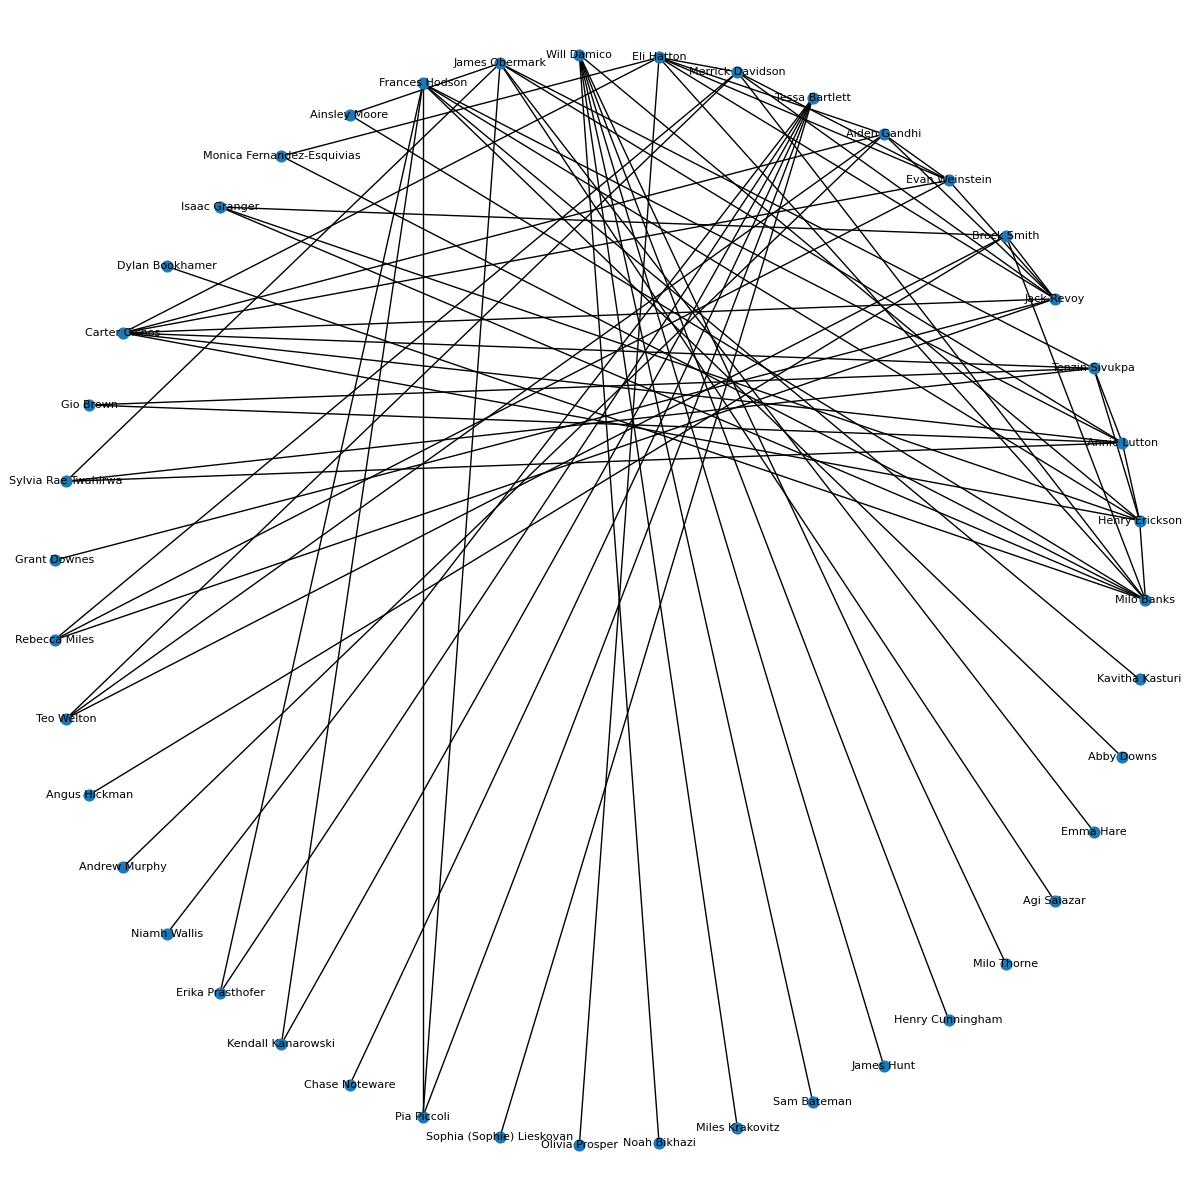 Will Damico
Eli Hatton
James Obermark
Merrick Davidson
Frances Hodson
Tessa Bartlett
Ainsley Moore
Aiden Gandhi
Monica Fernandez-Esquivias
Evan Weinstein
Isaac Granger
Brock Smith
Dylan Bookhamer
Jack Revoy
Carter
Tenzin Sivukpa
Gio Brown
Annie Lutton
Sylvia Rae Twahirwa
Henry Erickson
Grant Downes
Milo Banks
Rebecca Miles
Kavitha Kasturi
Teo Welton
Abby Downs
Angus Hickman
Emma Hare
Andrew Murphy
Agi Salazar
Niamh Wallis
Milo Thorne
Erika Prasthofer
Henry Cunningham
Kendall Kanarowski
James Hunt
Chase Noteware
Sam Bateman
Pia Piccoli
Miles Krakovitz
Sophia (Sophie) Lieskovan
Olivia Prosper
Noah Bikhazi